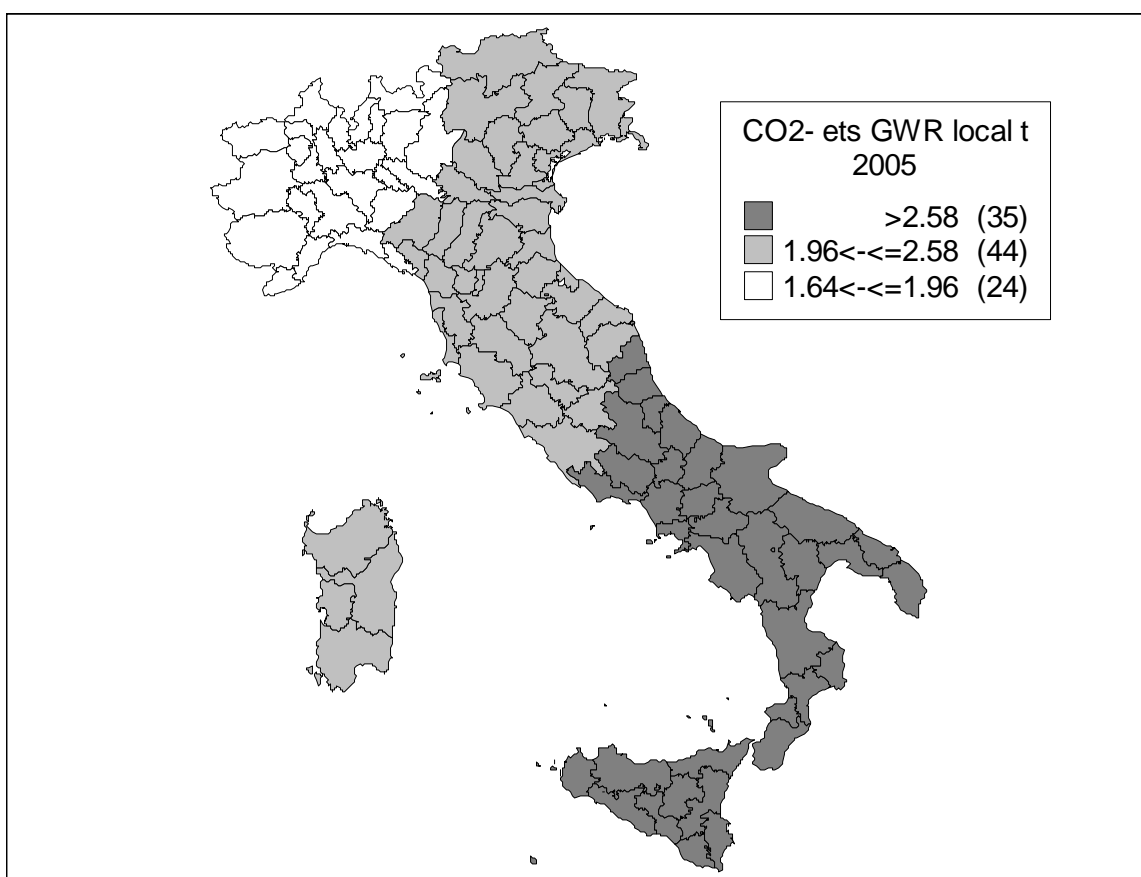 CO2- ets GWR local t
2005
>2.58 (35)
1.96<-<=2.58 (44)
1.64<-<=1.96 (24)